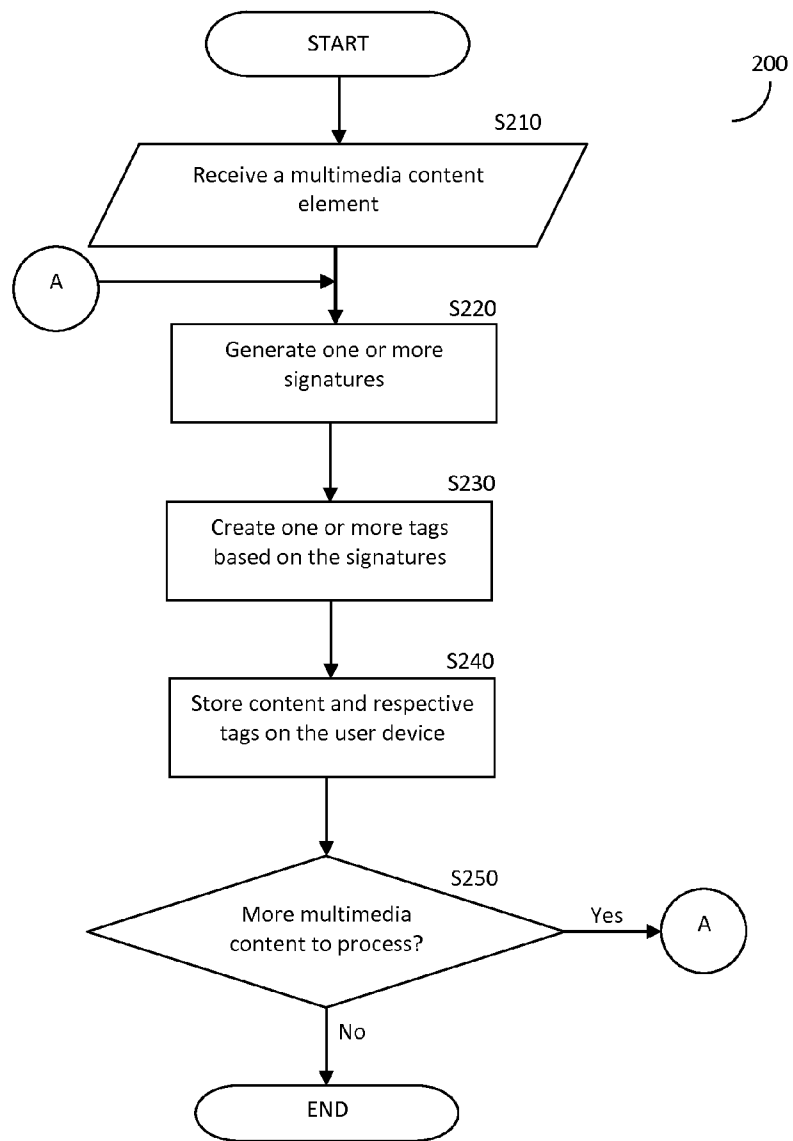 START
200
S210
Receive a multimedia content
element
A
S220
Generate one or more
signatures
S230
Create one or more tags
based on the signatures
S240
Store content and respective
tags on the user device
S250
More multimedia
content to process?
Yes
A
No
END